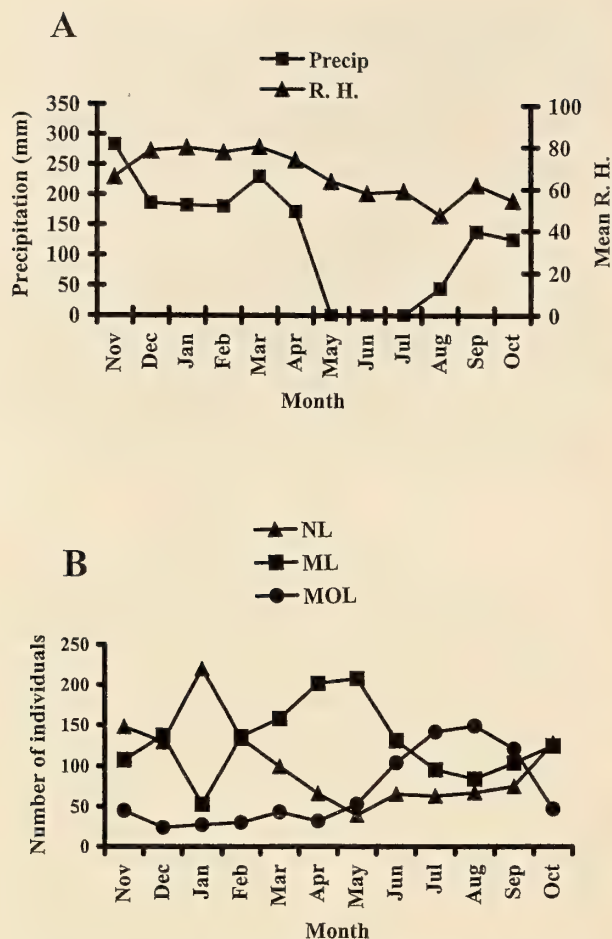 A
Precip
R. H.
Precipitation (mm)
350
300
250
200
150
100
50
0
100
80
60
40
20
0
Mean R. H.
Nov Dec Jan Feb Mar Apr May Jun Jul Aug Sep Oct
Month
B
NL
ML
MOL
Number of individuals
250
200
150
100
50
0
Nov Dec Jan Feb Mar Apr May Jun Jul Aug Sep Oct
Month